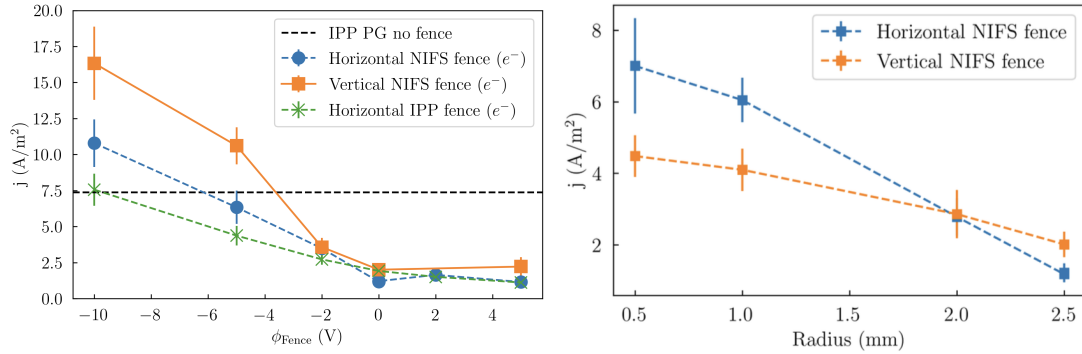 20.0
17.5
15.0
12.5
10.0
7.5
5.0
2.5
0.0
j (A/m²)
−10
−8
−6
−4
−2
0
2
4
ϕFence (V)
IPP PG no fence
Horizontal NIFS fence (e⁻)
Vertical NIFS fence (e⁻)
Horizontal IPP fence (e⁻)
8
6
4
2
j (A/m²)
0.5
1.0
1.5
2.0
2.5
Radius (mm)
Horizontal NIFS fence
Vertical NIFS fence